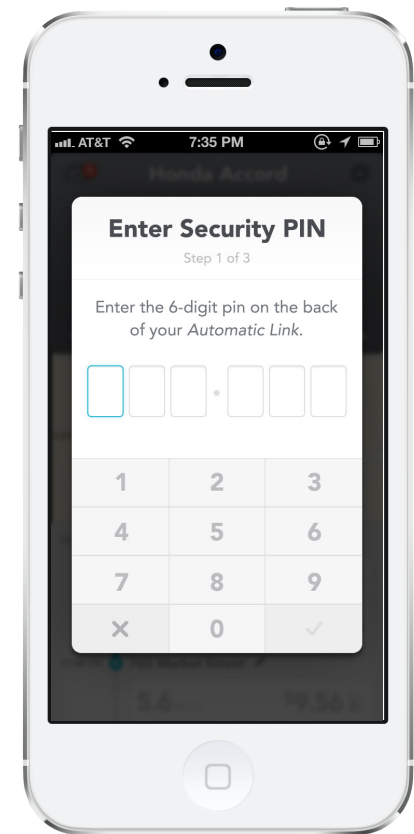 AT&T 7:35 PM
Honda Accord
Enter Security PIN
Step 1 of 3
Enter the 6-digit pin on the back
of your Automatic Link.
1 2 3
4 5 6
7 8 9
0
Market Street
5.6 $9.56